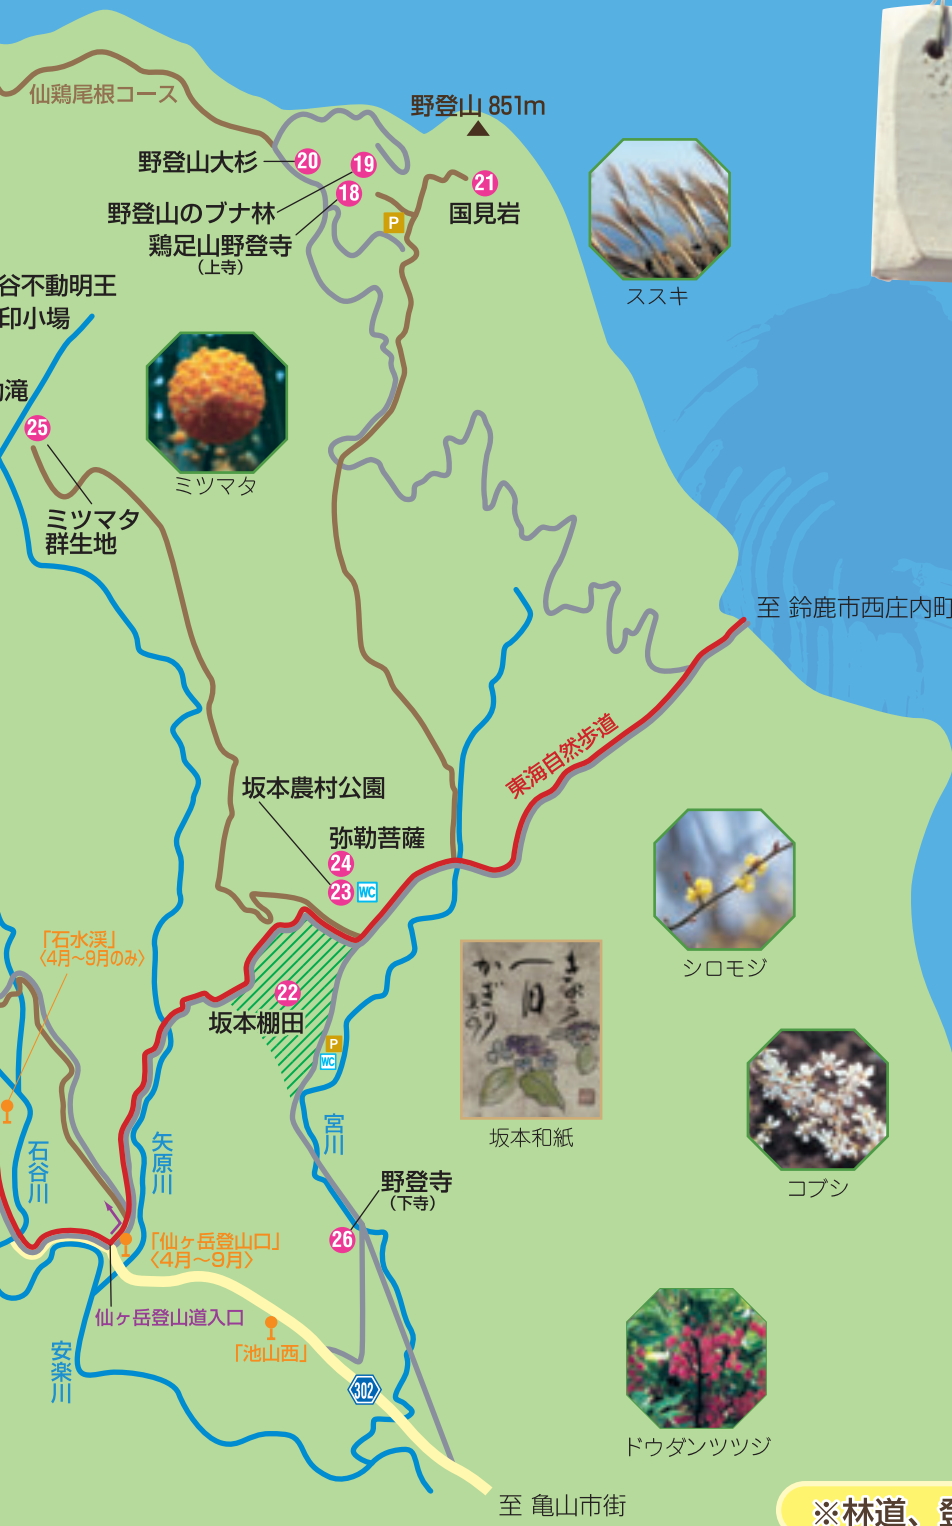 仙鶏尾根コース
野登山 851m
野登山大杉
20
19
18
21
野登山のブナ林
P
国見岩
鶏足山野登寺
(上寺)
谷不動明王
印小場
ススキ
滝
25
ミツマタ
ミツマタ
群生地
至 鈴鹿市西庄内町
東海自然歩道
坂本農村公園
弥勒菩薩
24
23
WC
「石水渓」
〈4月〜9月のみ〉
シロモジ
22
坂本棚田
P
WC
一日
坂本和紙
宮川
石谷川
矢原川
コブシ
野登寺
(下寺)
26
「仙ヶ岳登山口」
〈4月〜9月〉
仙ヶ岳登山道入口
「池山西」
安楽川
302
ドウダンツツジ
至 亀山市街
※林道、登